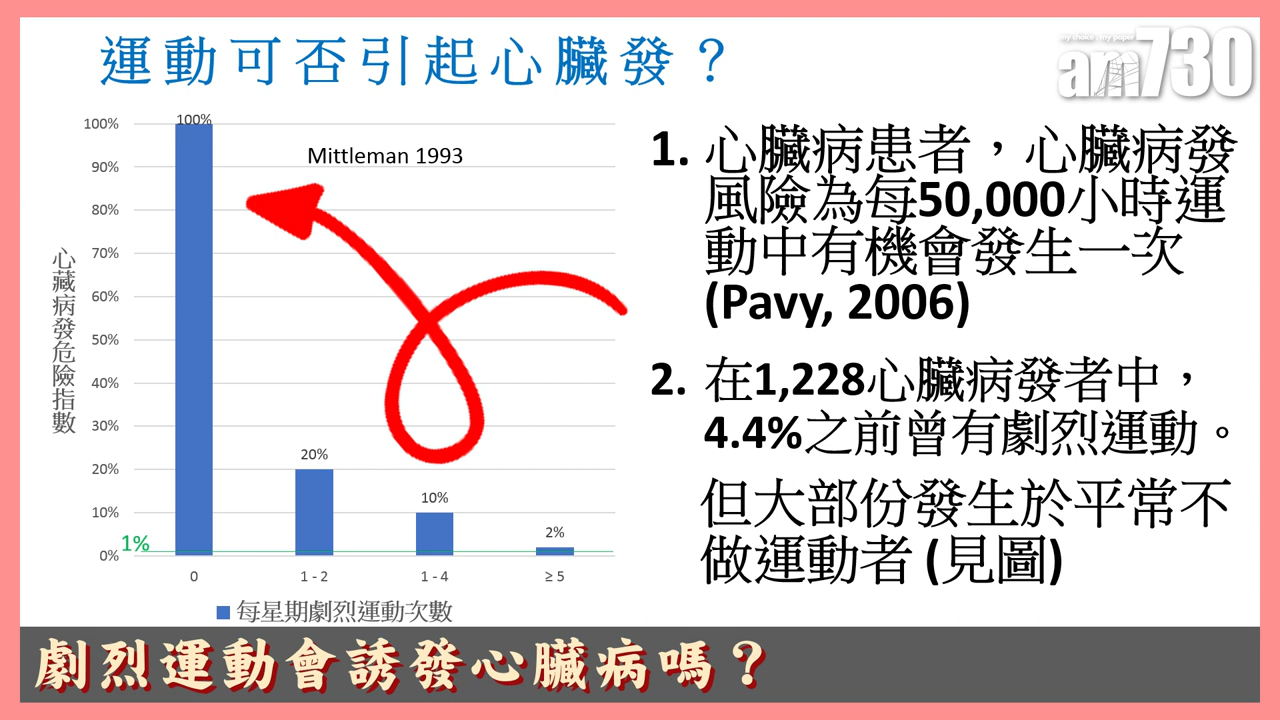 運動可否引起心臟發？
my choice . my paper
am730
100%
90%
80%
70%
60%
50%
40%
30%
20%
10%
0%
1%
心藏病發危險指數
Mittleman 1993
100%
20%
10%
2%
0
1 - 2
1 - 4
≥ 5
每星期劇烈運動次數
1. 心臟病患者，心臟病發
風險為每50,000小時運
動中有機會發生一次
(Pavy, 2006)
2. 在1,228心臟病發者中，
4.4%之前曾有劇烈運動。
但大部份發生於平常不
做運動者 (見圖)
劇烈運動會誘發心臟病嗎？